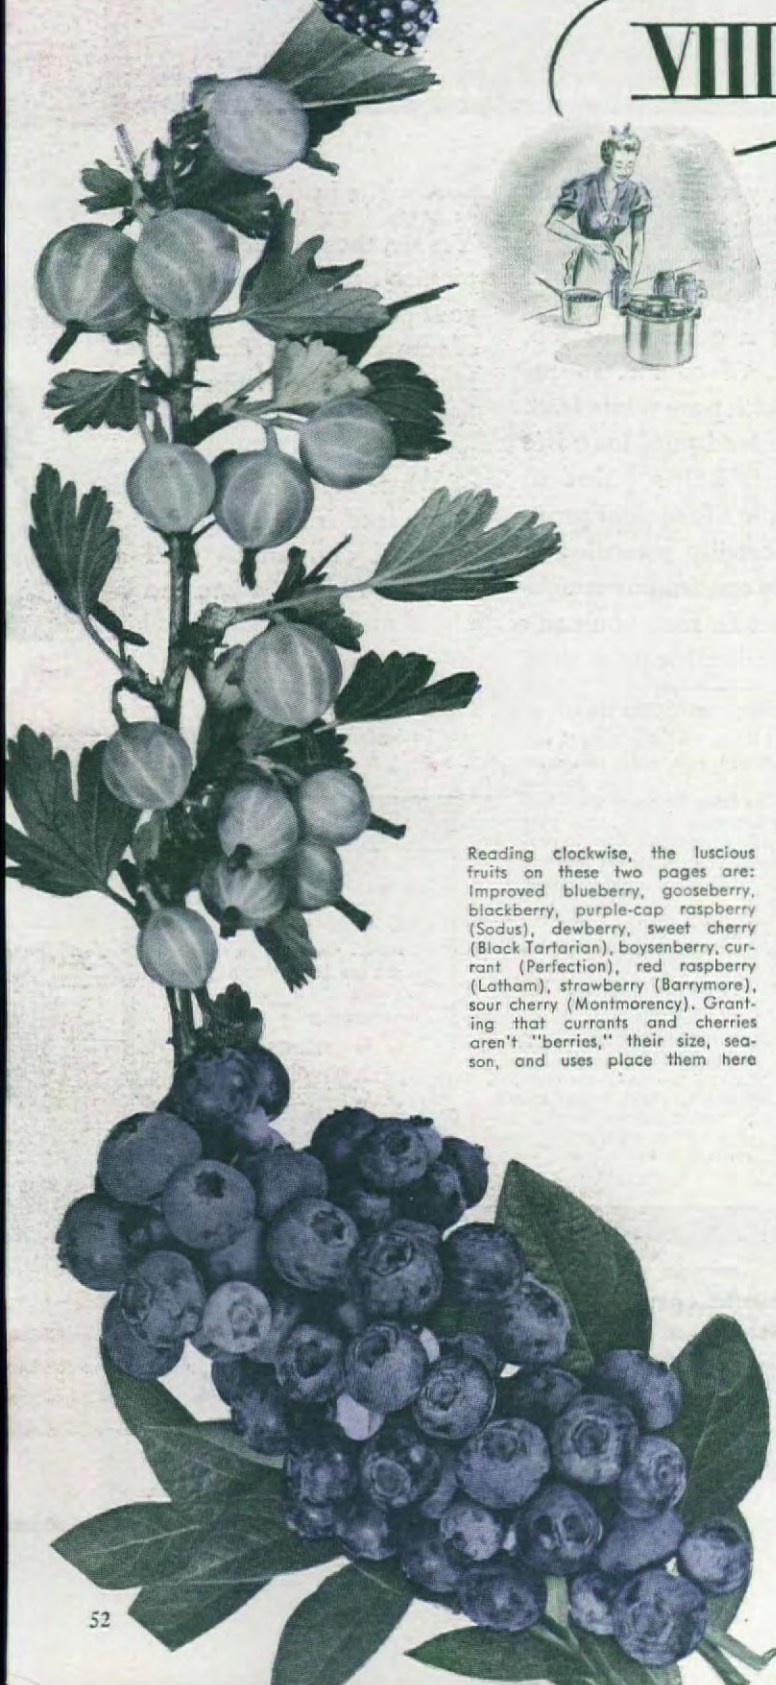 VIII
Reading clockwise, the luscious
fruits on these two pages are:
Improved blueberry, gooseberry,
blackberry, purple-cap raspberry
(Sodus), dewberry, sweet cherry
(Black Tartarian), boysenberry, cur-
rant (Perfection), red raspberry
(Latham), strawberry (Barrymore),
sour cherry (Montmorency). Grant-
ing that currants and cherries
aren't "berries," their size, sea-
son, and uses place them here
52